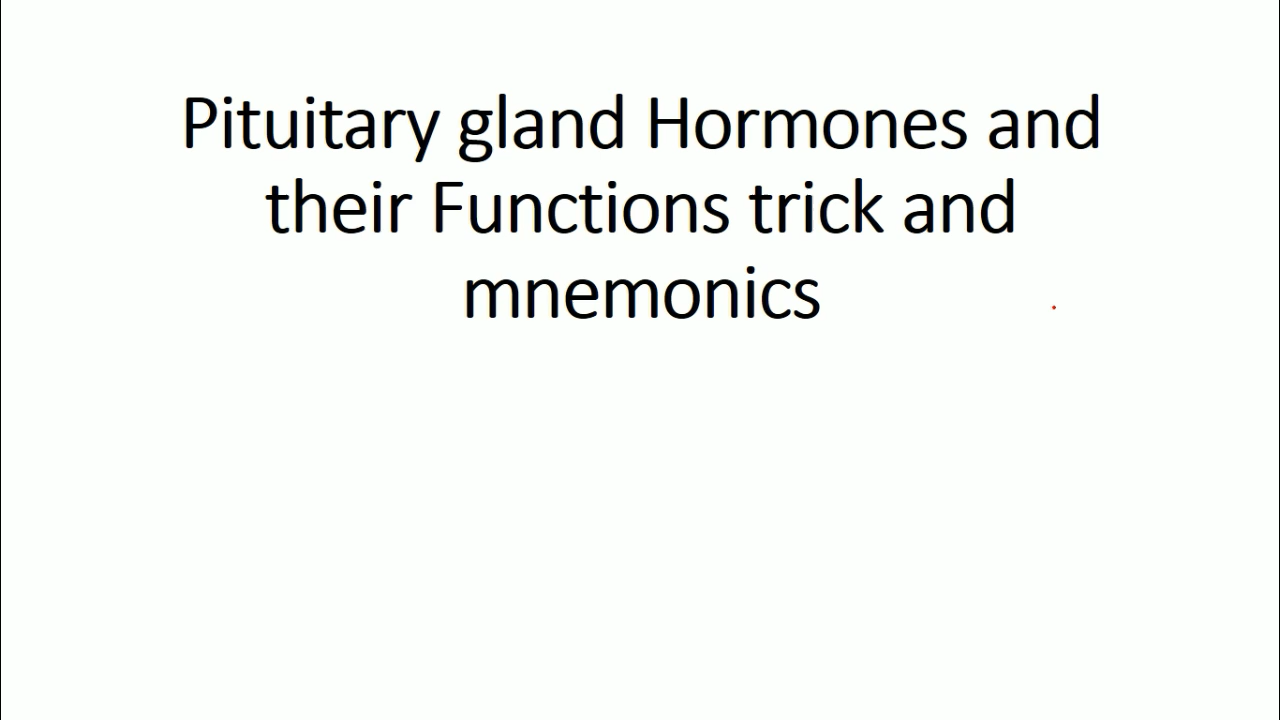 Pituitary gland Hormones and
their Functions trick and
mnemonics